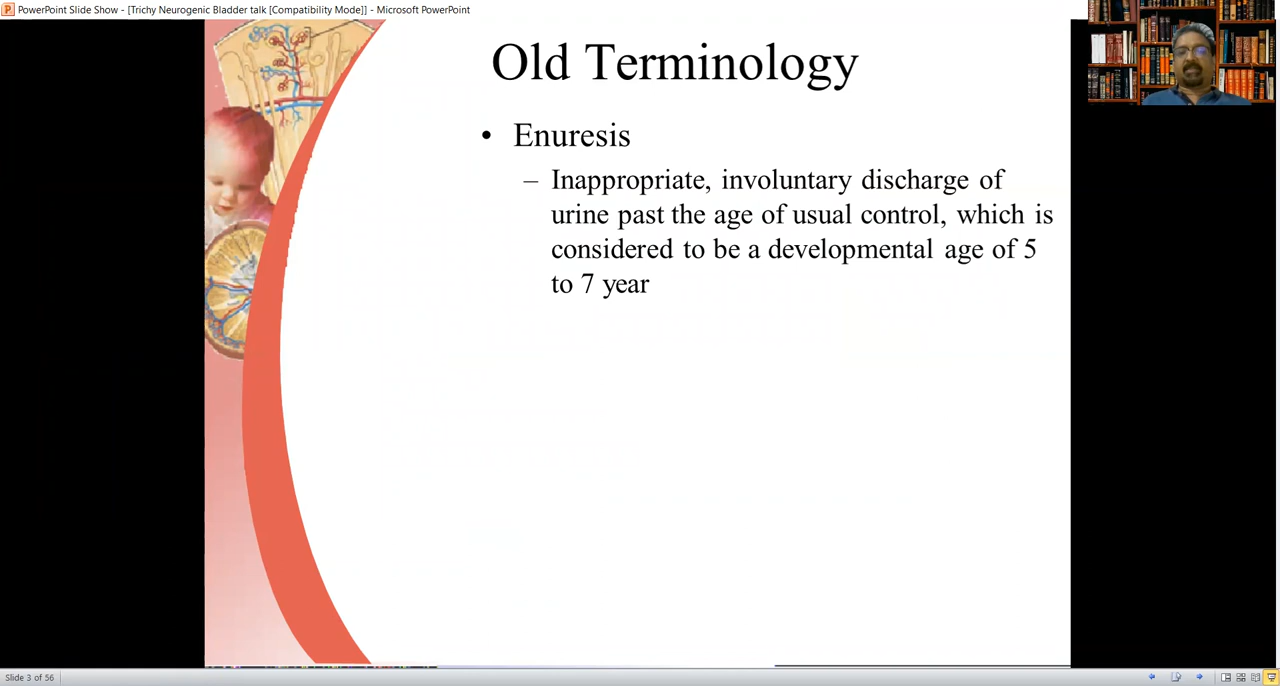 PowerPoint Slide Show - [Trichy Neurogenic Bladder talk [Compatibility Mode]] - Microsoft PowerPoint
Old Terminology
• Enuresis
– Inappropriate, involuntary discharge of
urine past the age of usual control, which is
considered to be a developmental age of 5
to 7 year
Slide 3 of 56